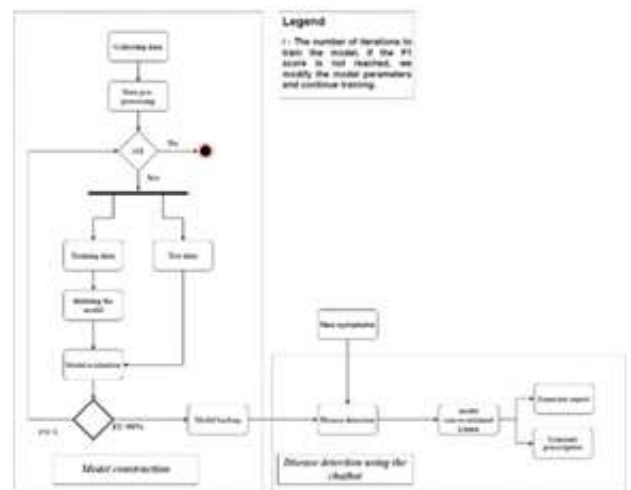 Legend
i : The number of iterations to
train the model. If the F1
score is not reached, we
modify the model parameters
and continue training.
Collecting data
Data pre-
processing
No
Yes
Training data
Test data
Building the
model
Model evaluation
New symptoms
Model backup
Disease detection
Generate report
Generate
prescription
Model construction
Disease detection using the
chatbot